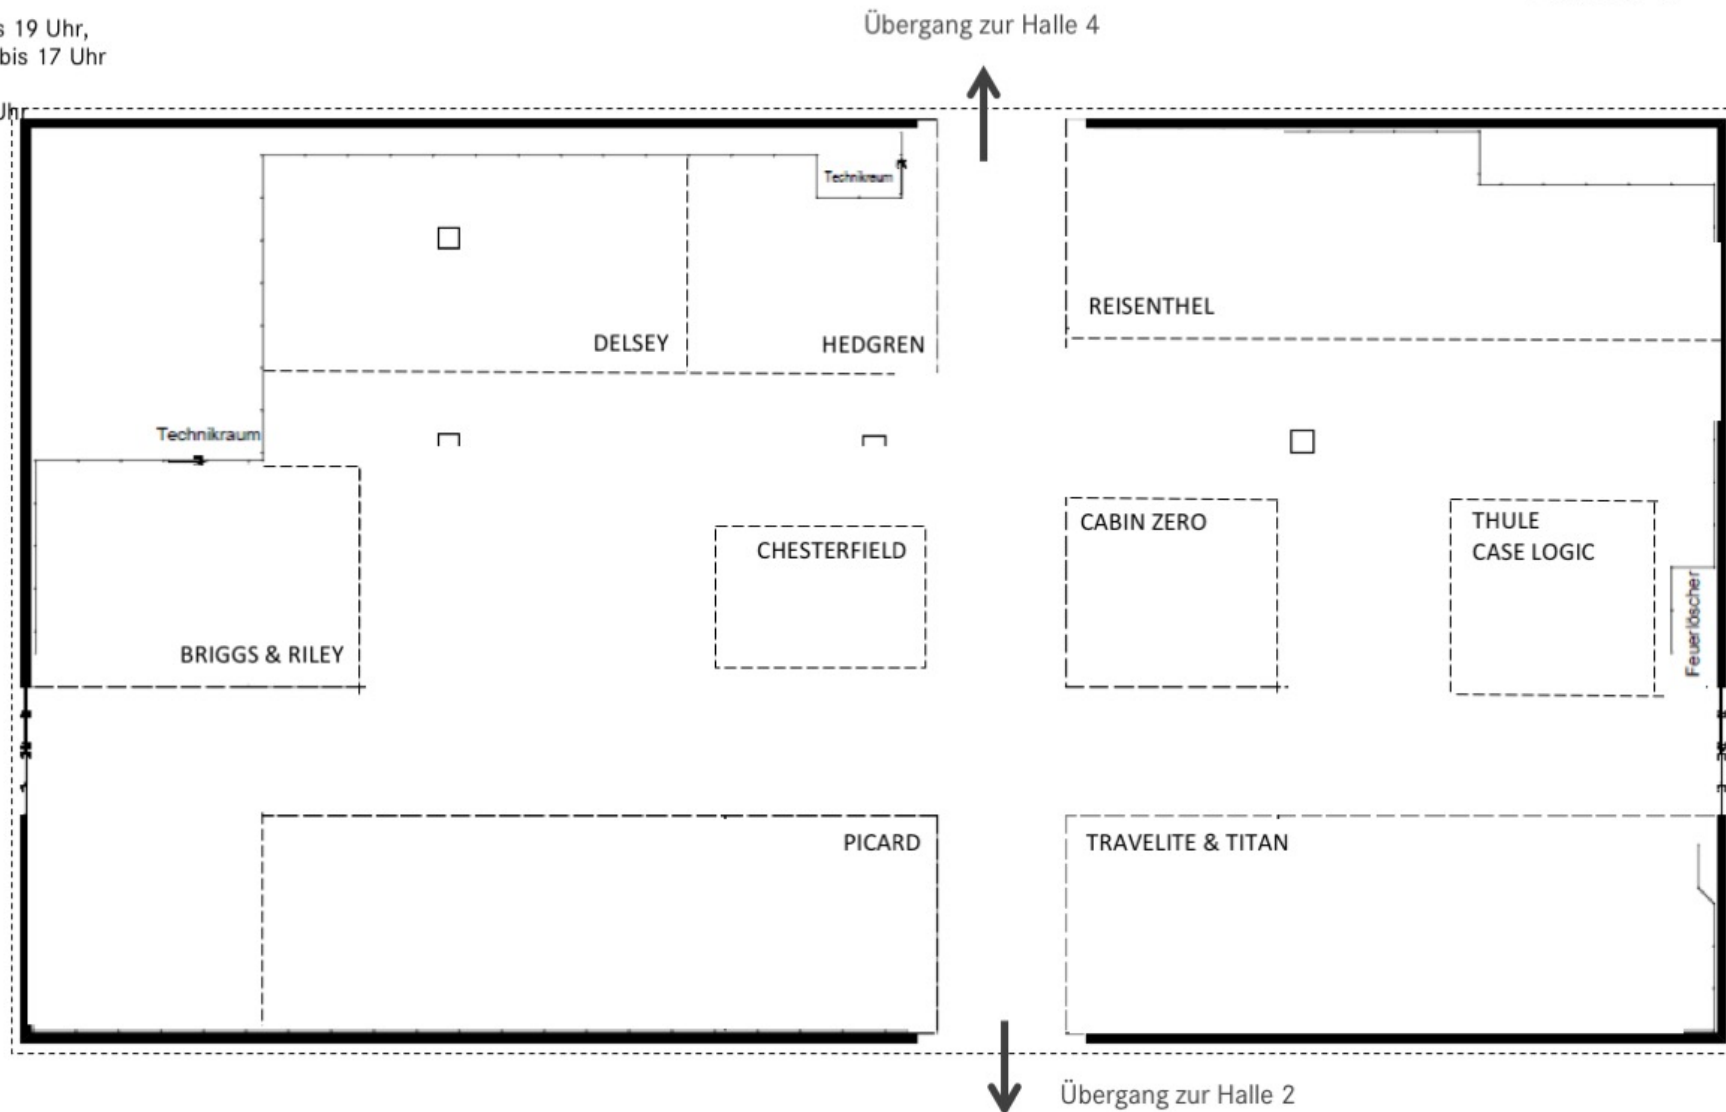 s 19 Uhr,
bis 17 Uhr
Uhr
Übergang zur Halle 4
Technikraum
DELSEY
HEDGREN
REISENTHEL
Technikraum
CHESTERFIELD
CABIN ZERO
THULE
CASE LOGIC
Feuerlöscher
BRIGGS & RILEY
PICARD
TRAVELITE & TITAN
Übergang zur Halle 2